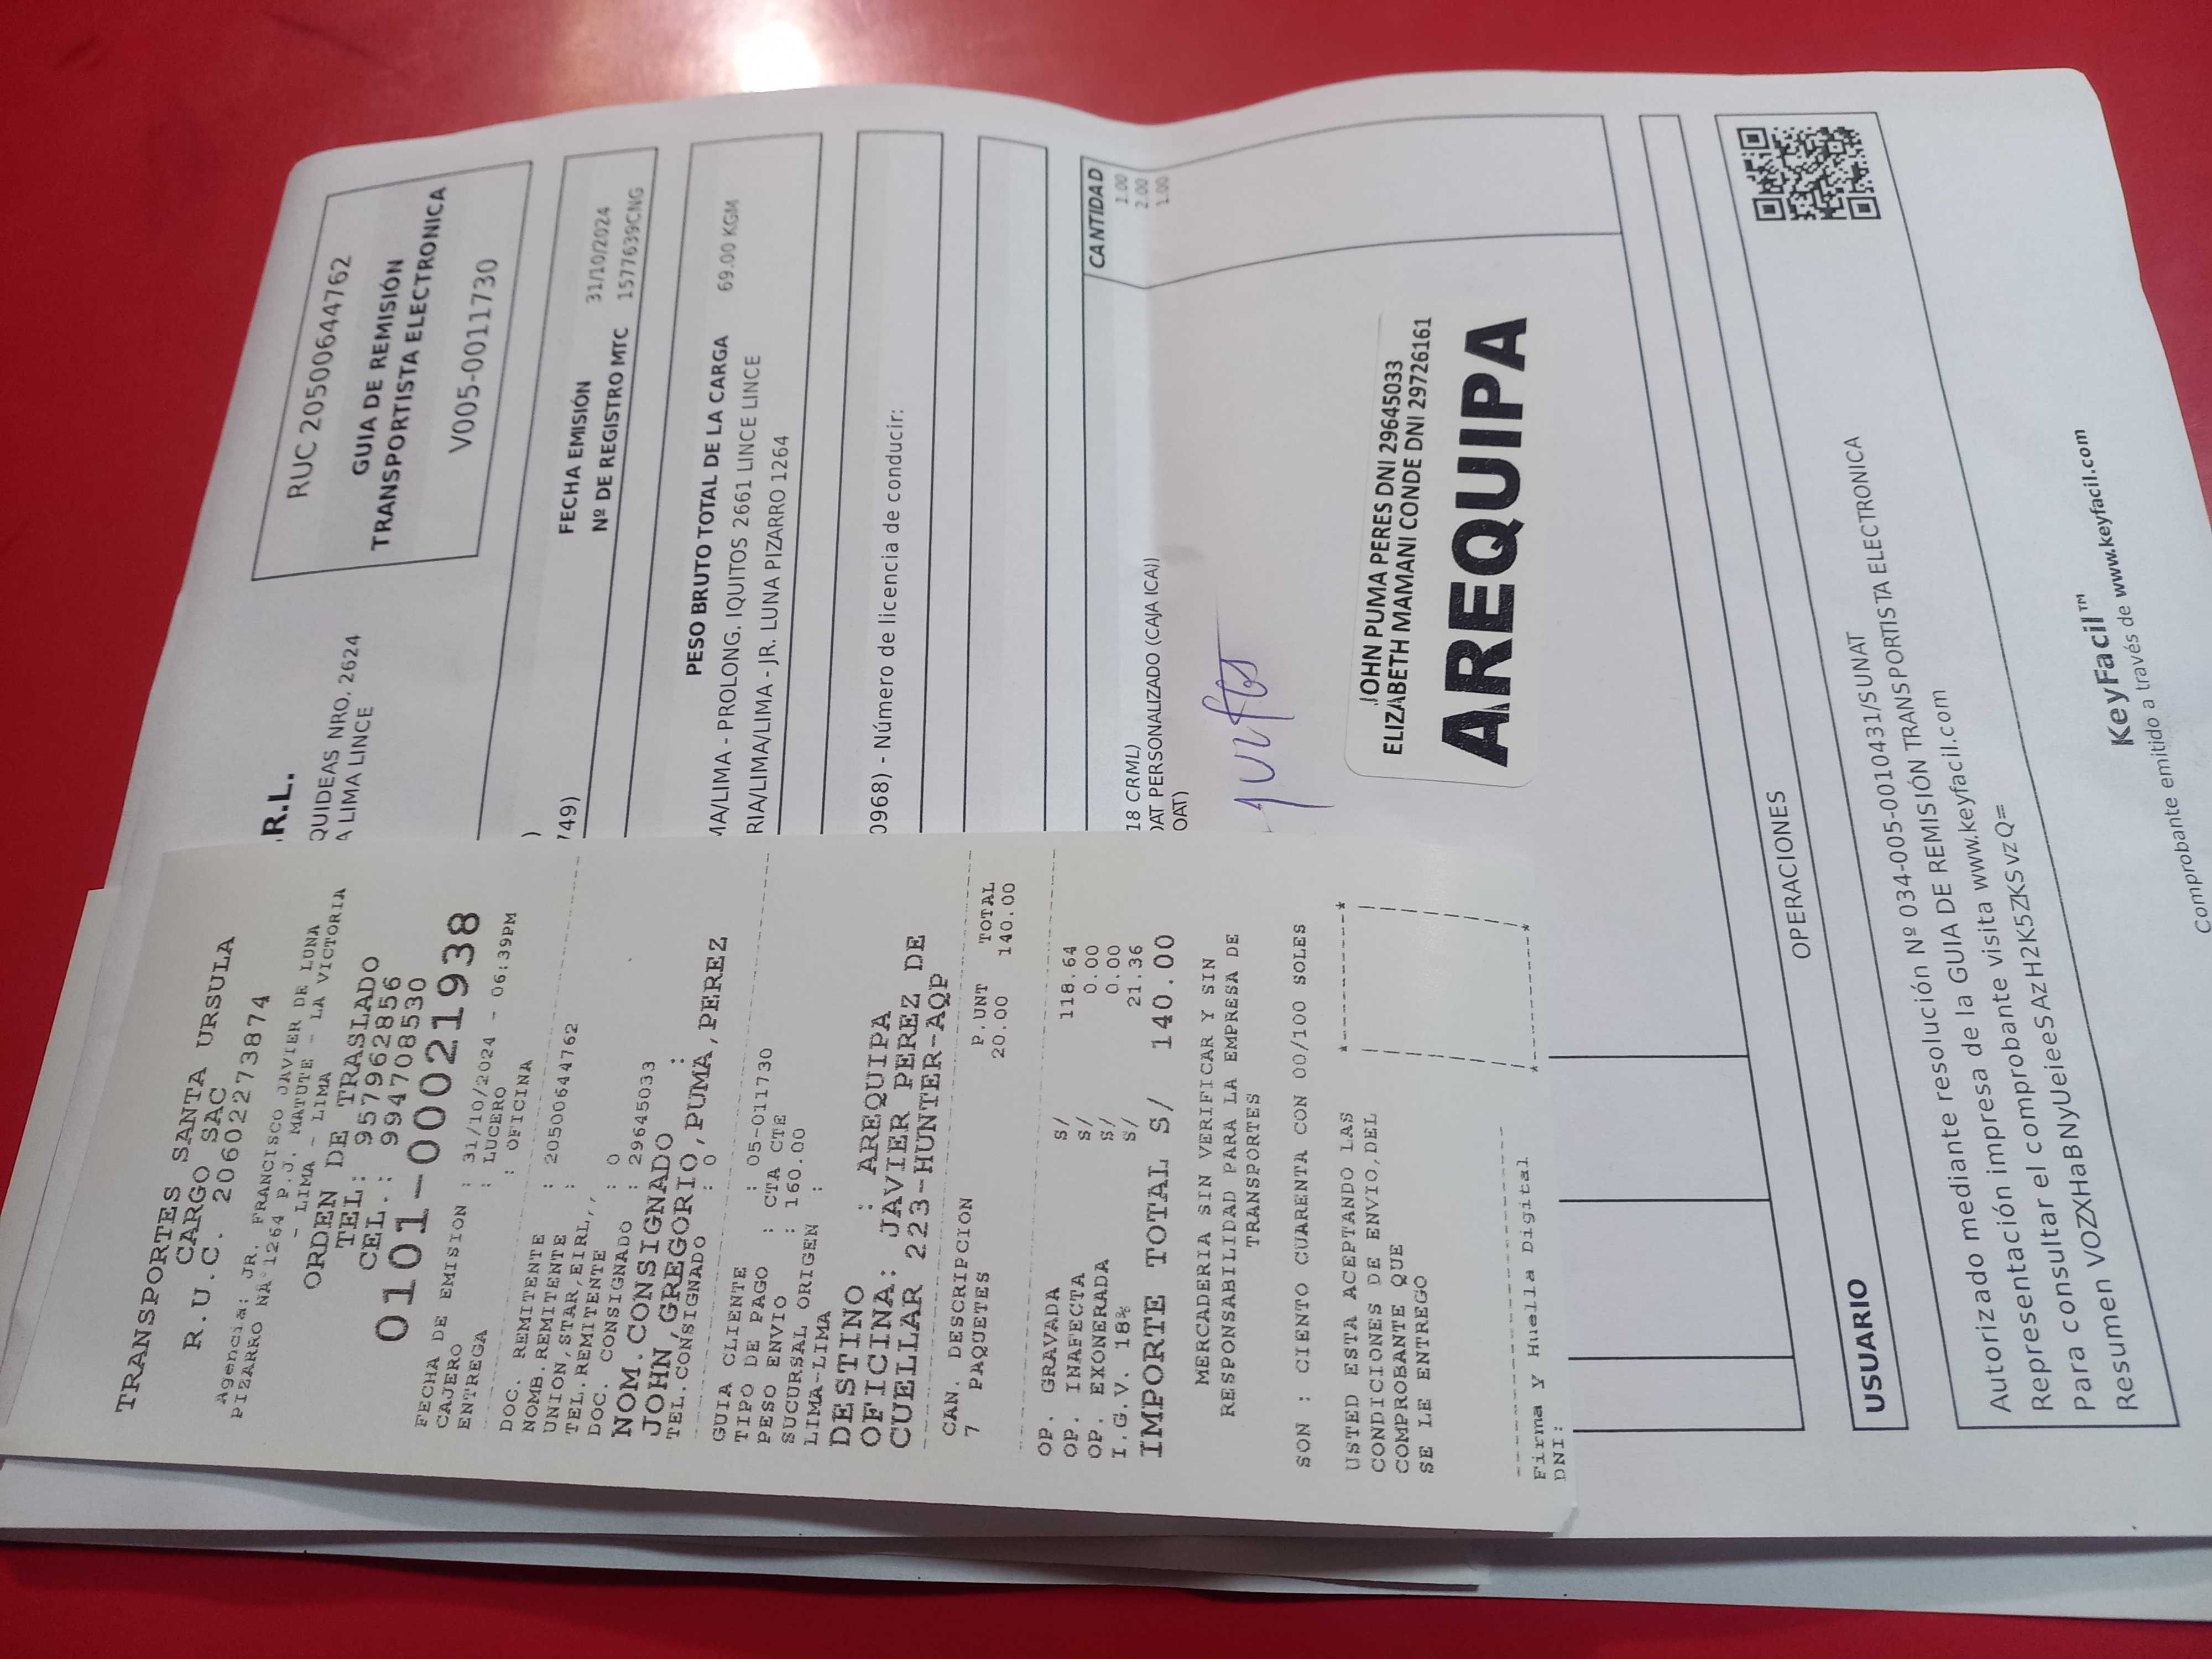 TRANSPORTES SANTA URSULA
CARGO SAC
R.U.C. 20602273874
Agencia: JR. FRANCISCO JAVIER DE LUNA
PIZARRO NÂ°1264 P.J. MATUTE - LA VICTORIA
- LIMA - LIMA
ORDEN DE TRASLADO
TEL: 957962856
CEL.: 994708530
0101-00021938
FECHA DE EMISION : 31/10/2024 - 06:39PM
CAJERO : LUCERO
ENTREGA : OFICINA
DOC. REMITENTE : 20500644762
NOMB.REMITENTE :
UNION,STAR,EIRL,,
TEL.REMITENTE : 0
DOC. CONSIGNADO : 29645033
NOM.CONSIGNADO :
JOHN,GREGORIO,PUMA,PEREZ
TEL.CONSIGNADO : 0
GUIA CLIENTE : 05-011730
TIPO DE PAGO : CTA CTE
PESO ENVIO : 160.00
SUCURSAL ORIGEN :
LIMA-LIMA
DESTINO : AREQUIPA
OFICINA: JAVIER PEREZ DE
CUELLAR 223-HUNTER-AQP
CAN. DESCRIPCION P.UNT TOTAL
7 PAQUETES 20.00 140.00
OP. GRAVADA S/ 118.64
OP. INAFECTA S/ 0.00
OP. EXONERADA S/ 0.00
I.G.V. 18% S/ 21.36
IMPORTE TOTAL S/ 140.00
MERCADERIA SIN VERIFICAR Y SIN
RESPONSABILIDAD PARA LA EMPRESA DE
TRANSPORTES
SON : CIENTO CUARENTA CON 00/100 SOLES
USTED ESTA ACEPTANDO LAS
CONDICIONES DE ENVIO,DEL
COMPROBANTE QUE
SE LE ENTREGO
Firma y Huella Digital
DNI:
R.L.
QUIDEAS NRO. 2624
A LIMA LINCE
RUC 20500644762
GUIA DE REMISIÓN
TRANSPORTISTA ELECTRONICA
V005-0011730
)
749)
FECHA EMISIÓN 31/10/2024
Nº DE REGISTRO MTC 1577639CNG
PESO BRUTO TOTAL DE LA CARGA 69.00 KGM
MA/LIMA - PROLONG. IQUITOS 2661 LINCE LINCE
RIA/LIMA/LIMA - JR. LUNA PIZARRO 1264
0968) - Número de licencia de conducir:
CANTIDAD
18 CRML) 1.00
OAT PERSONALIZADO (CAJA ICA)) 2.00
OAT) 1.00
JOHN PUMA PERES DNI 29645033
ELIZABETH MAMANI CONDE DNI 29726161
AREQUIPA
OPERACIONES
USUARIO
Autorizado mediante resolución Nº 034-005-0010431/SUNAT
Representación impresa de la GUIA DE REMISIÓN TRANSPORTISTA ELECTRONICA
Para consultar el comprobante visita www.keyfacil.com
Resumen VOZXHaBNyUeieeSAzH2K5ZKSvzQ=
KeyFacil™
Comprobante emitido a través de www.keyfacil.com